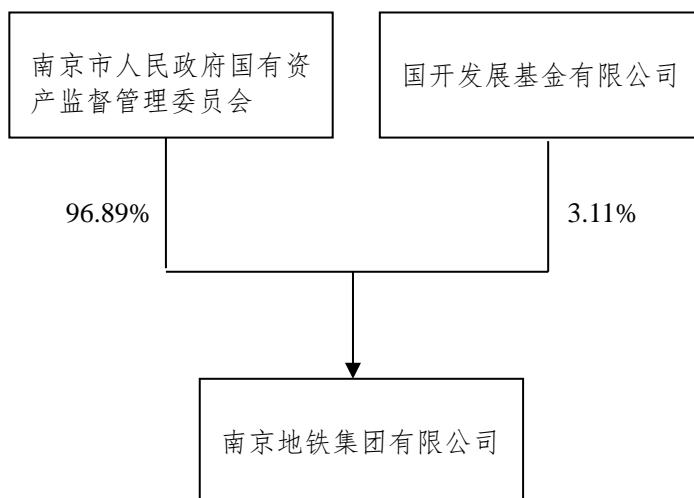 南京市人民政府国有资
产监督管理委员会
国开发展基金有限公司
96.89%
3.11%
南京地铁集团有限公司